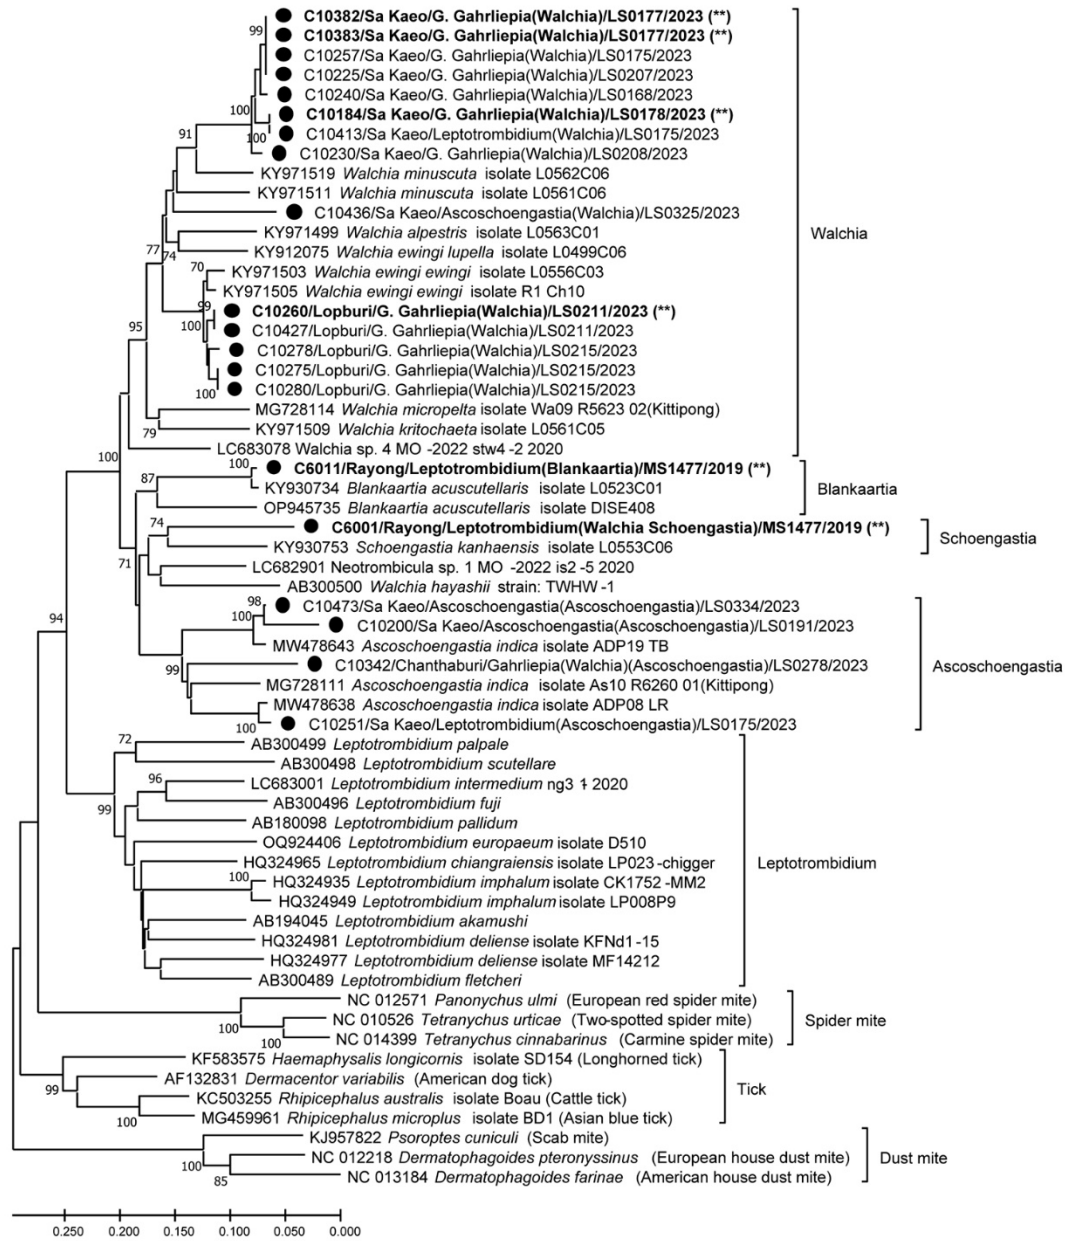 C10382/Sa Kaeo/G. Gahrliepia(Walchia)/LS0177/2023 (**)
99
C10383/Sa Kaeo/G. Gahrliepia(Walchia)/LS0177/2023 (**)
C10257/Sa Kaeo/G. Gahrliepia(Walchia)/LS0175/2023
C10225/Sa Kaeo/G. Gahrliepia(Walchia)/LS0207/2023
C10240/Sa Kaeo/G. Gahrliepia(Walchia)/LS0168/2023
100
C10184/Sa Kaeo/G. Gahrliepia(Walchia)/LS0178/2023 (**)
91
100
C10413/Sa Kaeo/Leptotrombidium(Walchia)/LS0175/2023
C10230/Sa Kaeo/G. Gahrliepia(Walchia)/LS0208/2023
KY971519 Walchia minuscuta isolate L0562C06
KY971511 Walchia minuscuta isolate L0561C06
C10436/Sa Kaeo/Ascoschoengastia(Walchia)/LS0325/2023
KY971499 Walchia alpestris isolate L0563C01
Walchia
77
74
KY912075 Walchia ewingi lupella isolate L0499C06
70
KY971503 Walchia ewingi ewingi isolate L0556C03
KY971505 Walchia ewingi ewingi isolate R1 Ch10
99
C10260/Lopburi/G. Gahrliepia(Walchia)/LS0211/2023 (**)
95
100
C10427/Lopburi/G. Gahrliepia(Walchia)/LS0211/2023
C10278/Lopburi/G. Gahrliepia(Walchia)/LS0215/2023
C10275/Lopburi/G. Gahrliepia(Walchia)/LS0215/2023
100
C10280/Lopburi/G. Gahrliepia(Walchia)/LS0215/2023
MG728114 Walchia micropelta isolate Wa09 R5623 02(Kittipong)
79
KY971509 Walchia kritochaeta isolate L0561C05
LC683078 Walchia sp. 4 MO -2022 stw4 -2 2020
100
100
C6011/Rayong/Leptotrombidium(Blankaartia)/MS1477/2019 (**)
87
KY930734 Blankaartia acuscutellaris isolate L0523C01
Blankaartia
OP945735 Blankaartia acuscutellaris isolate DISE408
74
C6001/Rayong/Leptotrombidium(Walchia Schoengastia)/MS1477/2019 (**)
Schoengastia
KY930753 Schoengastia kanhaensis isolate L0553C06
71
LC682901 Neotrombicula sp. 1 MO -2022 is2 -5 2020
AB300500 Walchia hayashii strain: TWHW -1
98
C10473/Sa Kaeo/Ascoschoengastia(Ascoschoengastia)/LS0334/2023
94
100
C10200/Sa Kaeo/Ascoschoengastia(Ascoschoengastia)/LS0191/2023
MW478643 Ascoschoengastia indica isolate ADP19 TB
99
C10342/Chanthaburi/Gahrliepia(Walchia)(Ascoschoengastia)/LS0278/2023
Ascoschoengastia
MG728111 Ascoschoengastia indica isolate As10 R6260 01(Kittipong)
MW478638 Ascoschoengastia indica isolate ADP08 LR
100
C10251/Sa Kaeo/Leptotrombidium(Ascoschoengastia)/LS0175/2023
72
AB300499 Leptotrombidium palpale
AB300498 Leptotrombidium scutellare
96
LC683001 Leptotrombidium intermedium ng3 2020
99
AB300496 Leptotrombidium fuji
AB180098 Leptotrombidium pallidum
OQ924406 Leptotrombidium europaeum isolate D510
HQ324965 Leptotrombidium chiangraiensis isolate LP023 -chigger
Leptotrombidium
100
HQ324935 Leptotrombidium imphalum isolate CK1752 -MM2
HQ324949 Leptotrombidium imphalum isolate LP008P9
AB194045 Leptotrombidium akamushi
HQ324981 Leptotrombidium deliense isolate KFNd1 -15
HQ324977 Leptotrombidium deliense isolate MF14212
AB300489 Leptotrombidium fletcheri
NC 012571 Panonychus ulmi (European red spider mite)
100
NC 010526 Tetranychus urticae (Two-spotted spider mite)
Spider mite
100
NC 014399 Tetranychus cinnabarinus (Carmine spider mite)
KF583575 Haemaphysalis longicornis isolate SD154 (Longhorned tick)
99
AF132831 Dermacentor variabilis (American dog tick)
Tick
KC503255 Rhipicephalus australis isolate Boau (Cattle tick)
100
MG459961 Rhipicephalus microplus isolate BD1 (Asian blue tick)
KJ957822 Psoroptes cuniculi (Scab mite)
100
NC 012218 Dermatophagoides pteronyssinus (European house dust mite)
Dust mite
85
NC 013184 Dermatophagoides farinae (American house dust mite)
0.250 0.200 0.150 0.100 0.050 0.000